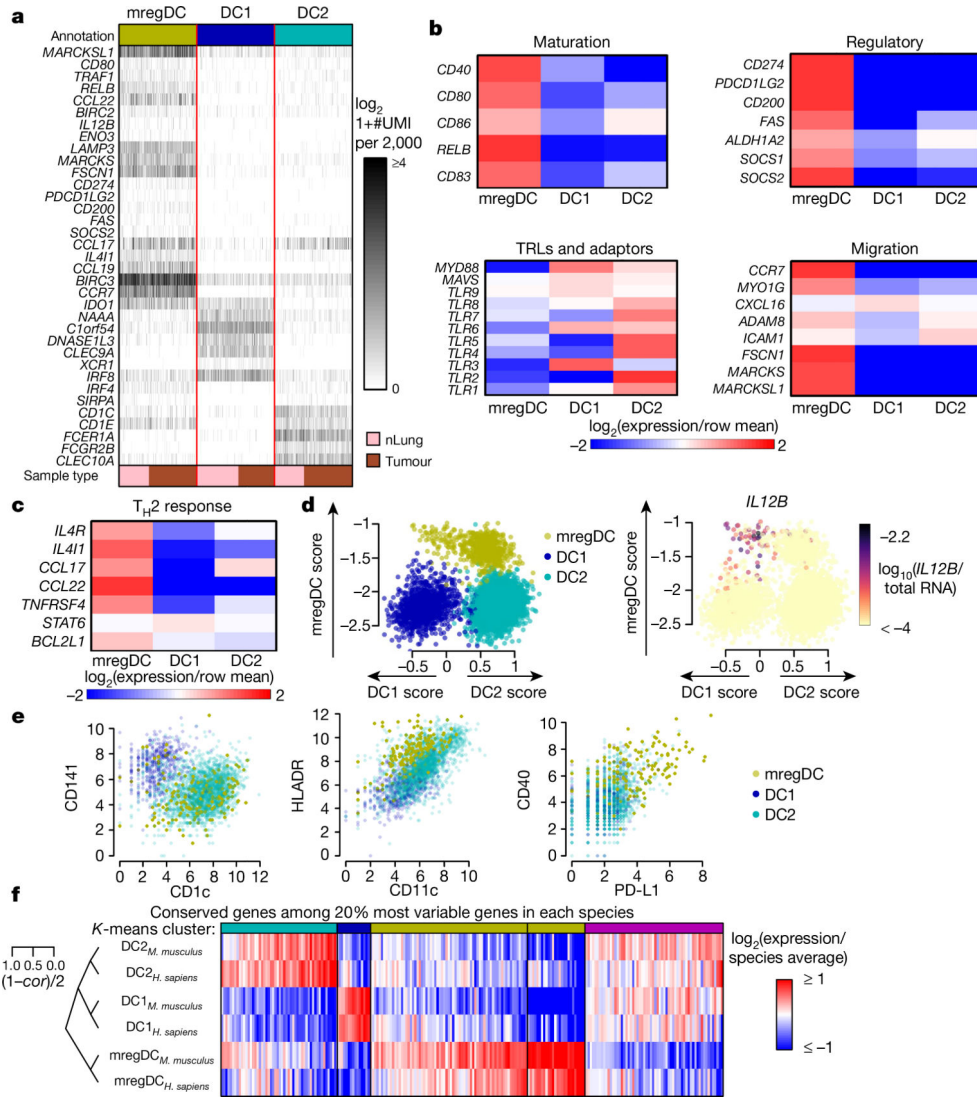 a
mregDC DC1 DC2
Annotation
MARCKSL1
CD80
TRAF1
RELB
CCL22
BIRC2
IL12B
ENO3
LAMP3
MARCKS
FSCN1
CD274
PDCD1LG2
CD200
FAS
SOCS2
CCL17
IL4I1
CCL19
BIRC3
CCR7
IDO1
NAAA
C1orf54
DNASE1L3
CLEC9A
XCR1
IRF8
IRF4
SIRPA
CD1C
CD1E
FCER1A
FCGR2B
CLEC10A
Sample type
log2
1+#UMI
per 2,000
≥4
0
nLung
Tumour
b
Maturation
CD40
CD80
CD86
RELB
CD83
mregDC DC1 DC2
Regulatory
CD274
PDCD1LG2
CD200
FAS
ALDH1A2
SOCS1
SOCS2
mregDC DC1 DC2
TRLs and adaptors
MYD88
MAVS
TLR9
TLR8
TLR7
TLR6
TLR5
TLR4
TLR3
TLR2
TLR1
mregDC DC1 DC2
Migration
CCR7
MYO1G
CXCL16
ADAM8
ICAM1
FSCN1
MARCKS
MARCKSL1
mregDC DC1 DC2
log2(expression/row mean)
−2 2
c
TH2 response
IL4R
IL4I1
CCL17
CCL22
TNFRSF4
STAT6
BCL2L1
mregDC DC1 DC2
log2(expression/row mean)
−2 2
d
mregDC score
−1
−1.5
−2
−2.5
−0.5 0 0.5 1
DC1 score DC2 score
mregDC
DC1
DC2
IL12B
mregDC score
−1
−1.5
−2
−2.5
−0.5 0 0.5 1
DC1 score DC2 score
−2.2
log10(IL12B/
total RNA)
< −4
e
CD141
10
8
6
4
2
0
0 2 4 6 8 10 12
CD1c
HLADR
12
10
8
6
4
2
0
0 2 4 6 8 10
CD11c
CD40
10
8
6
4
2
0
0 2 4 6 8
PD-L1
mregDC
DC1
DC2
f
Conserved genes among 20% most variable genes in each species
K-means cluster:
1.0 0.5 0.0
(1−cor)/2
DC2M. musculus
DC2H. sapiens
DC1M. musculus
DC1H. sapiens
mregDCM. musculus
mregDCH. sapiens
log2(expression/
species average)
≥ 1
≤ −1